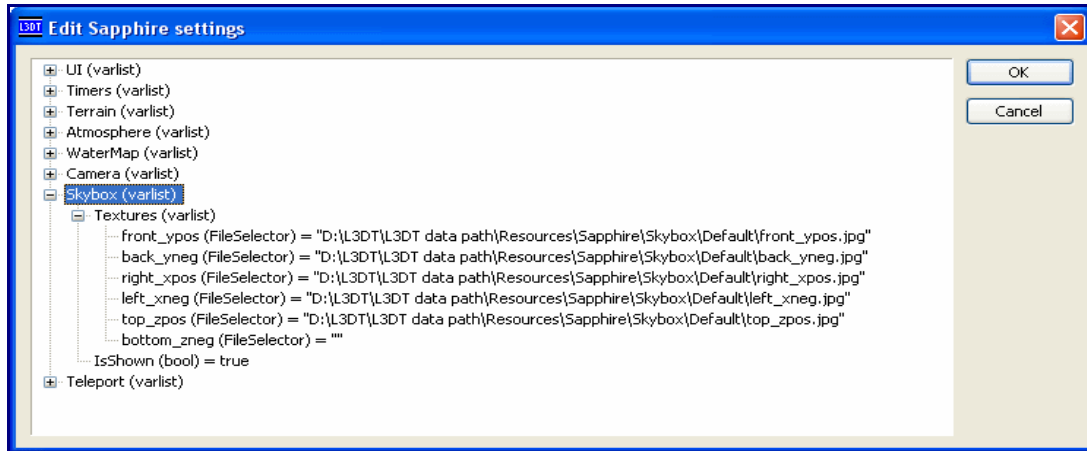 L3DT Edit Sapphire settings
UI (varlist)
OK
Timers (varlist)
Terrain (varlist)
Cancel
Atmosphere (varlist)
WaterMap (varlist)
Camera (varlist)
Skybox (varlist)
Textures (varlist)
front_ypos (FileSelector) = "D:\L3DT\L3DT data path\Resources\Sapphire\Skybox\Default\front_ypos.jpg"
back_yneg (FileSelector) = "D:\L3DT\L3DT data path\Resources\Sapphire\Skybox\Default\back_yneg.jpg"
right_xpos (FileSelector) = "D:\L3DT\L3DT data path\Resources\Sapphire\Skybox\Default\right_xpos.jpg"
left_xneg (FileSelector) = "D:\L3DT\L3DT data path\Resources\Sapphire\Skybox\Default\left_xneg.jpg"
top_zpos (FileSelector) = "D:\L3DT\L3DT data path\Resources\Sapphire\Skybox\Default\top_zpos.jpg"
bottom_zneg (FileSelector) = ""
IsShown (bool) = true
Teleport (varlist)